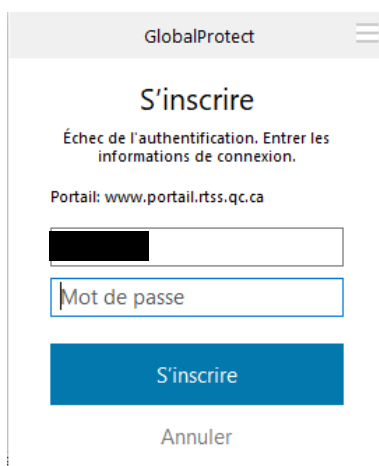 GlobalProtect
S'inscrire
Échec de l'authentification. Entrer les
informations de connexion.
Portail: www.portail.rtss.qc.ca
Mot de passe
S'inscrire
Annuler